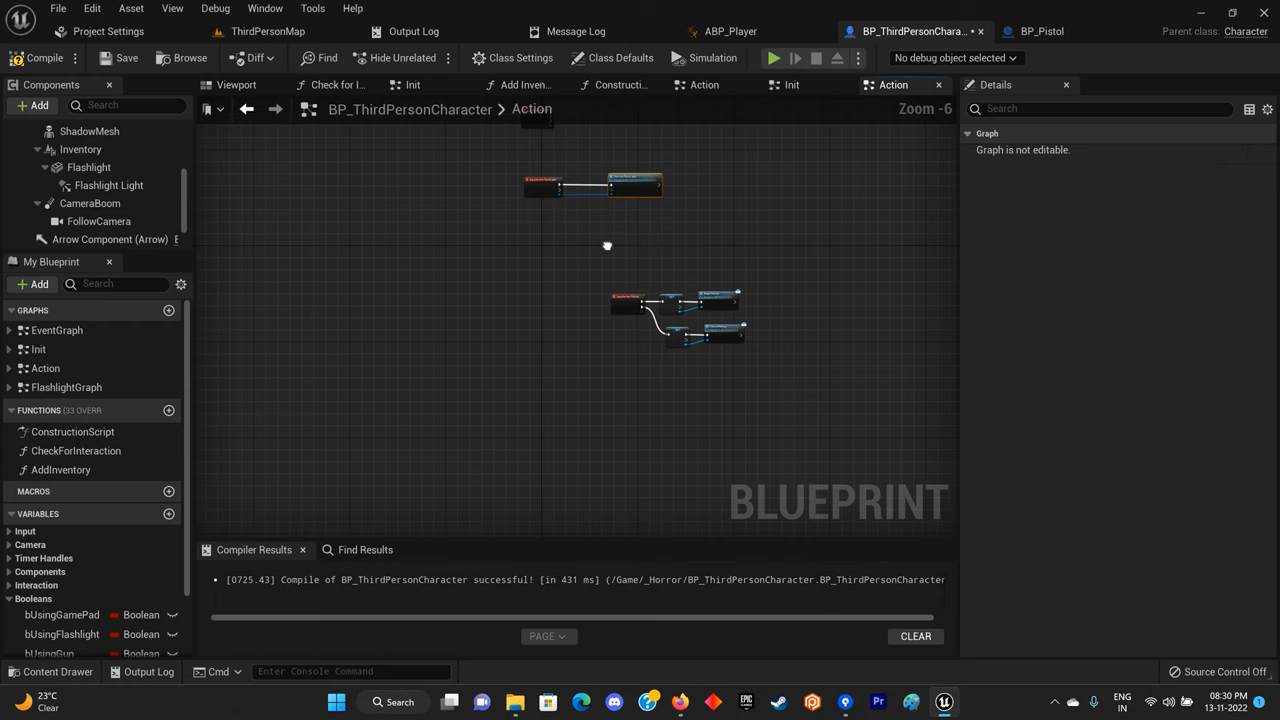 File Edit Asset View Debug Window Tools Help
Project Settings ThirdPersonMap Output Log Message Log ABP_Player BP_ThirdPersonChara... • BP_Pistol Parent class: Character
Compile Save Browse Diff Find Hide Unrelated Class Settings Class Defaults Simulation No debug object selected
Components Viewport Check for I... Init Add Inven... Constructi... Action Init Action Details
Add Search BP_ThirdPersonCharacter > Action Zoom -6 Search
ShadowMesh
Inventory
Flashlight
Flashlight Light
CameraBoom
FollowCamera
Arrow Component (Arrow) E
Graph
Graph is not editable.
My Blueprint
Add Search
GRAPHS
EventGraph
Init
Action
FlashlightGraph
FUNCTIONS (33 OVERR
ConstructionScript
CheckForInteraction
AddInventory
MACROS
VARIABLES
Input
Camera
Timer Handles
Components
Interaction
Booleans
bUsingGamePad Boolean
bUsingFlashlight Boolean
bUsingGun Boolean
BLUEPRINT
Compiler Results Find Results
[0725.43] Compile of BP_ThirdPersonCharacter successful! [in 431 ms] (/Game/_Horror/BP_ThirdPersonCharacter.BP_ThirdPersonCharacter
PAGE CLEAR
Content Drawer Output Log Cmd Enter Console Command Source Control Off
23°C
Clear
Search
Pr
ENG
IN
08:30 PM
13-11-2022